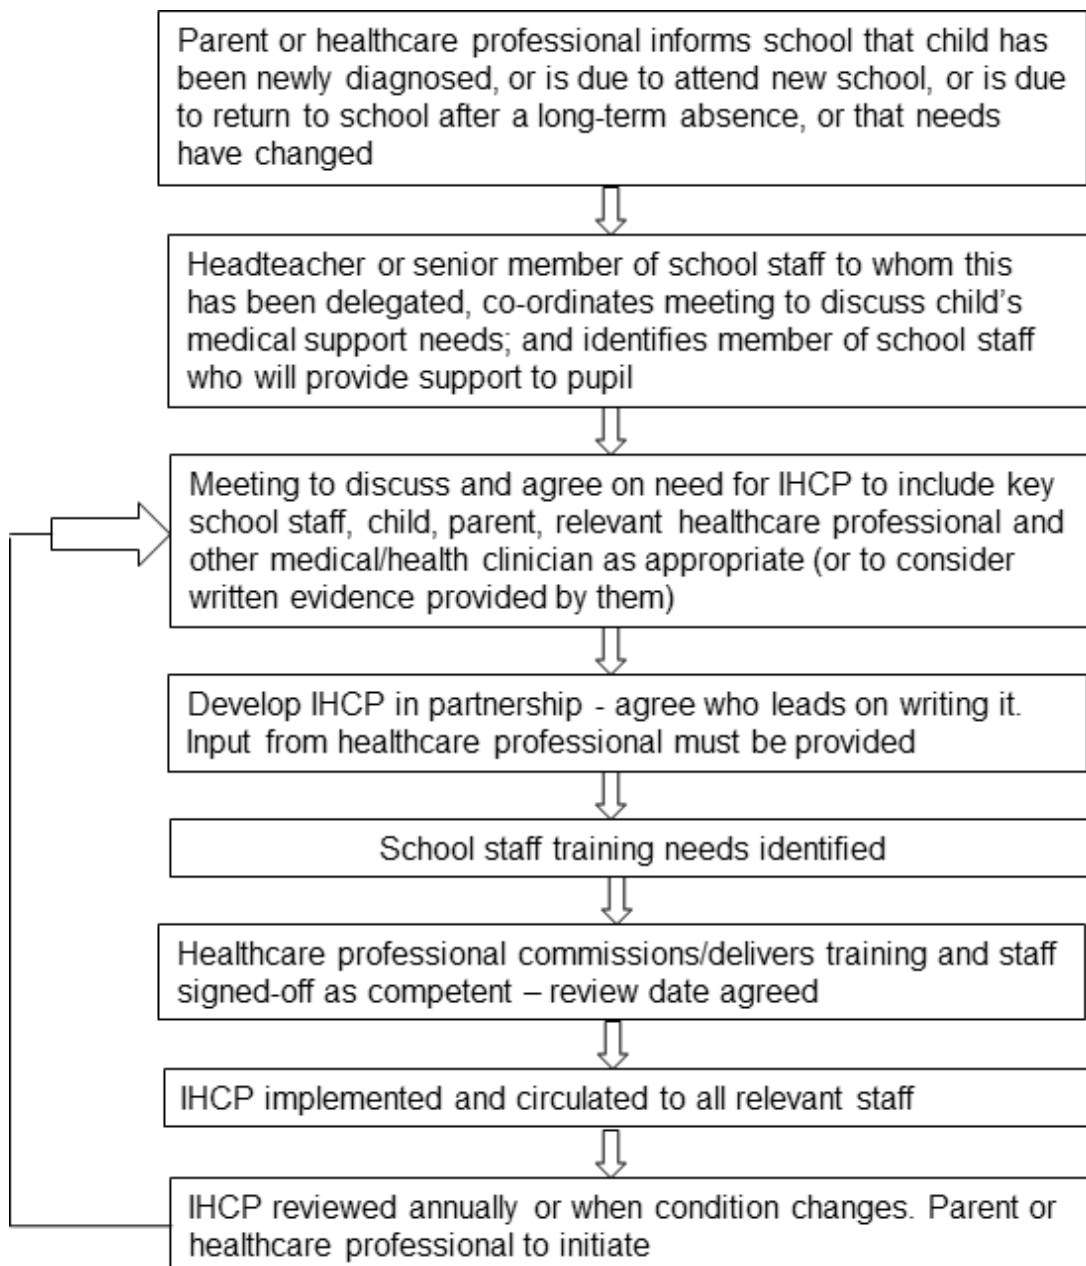 Parent or healthcare professional informs school that child has
been newly diagnosed, or is due to attend new school, or is due
to return to school after a long-term absence, or that needs
have changed
Headteacher or senior member of school staff to whom this
has been delegated, co-ordinates meeting to discuss child’s
medical support needs; and identifies member of school staff
who will provide support to pupil
Meeting to discuss and agree on need for IHCP to include key
school staff, child, parent, relevant healthcare professional and
other medical/health clinician as appropriate (or to consider
written evidence provided by them)
Develop IHCP in partnership - agree who leads on writing it.
Input from healthcare professional must be provided
School staff training needs identified
Healthcare professional commissions/delivers training and staff
signed-off as competent – review date agreed
IHCP implemented and circulated to all relevant staff
IHCP reviewed annually or when condition changes. Parent or
healthcare professional to initiate